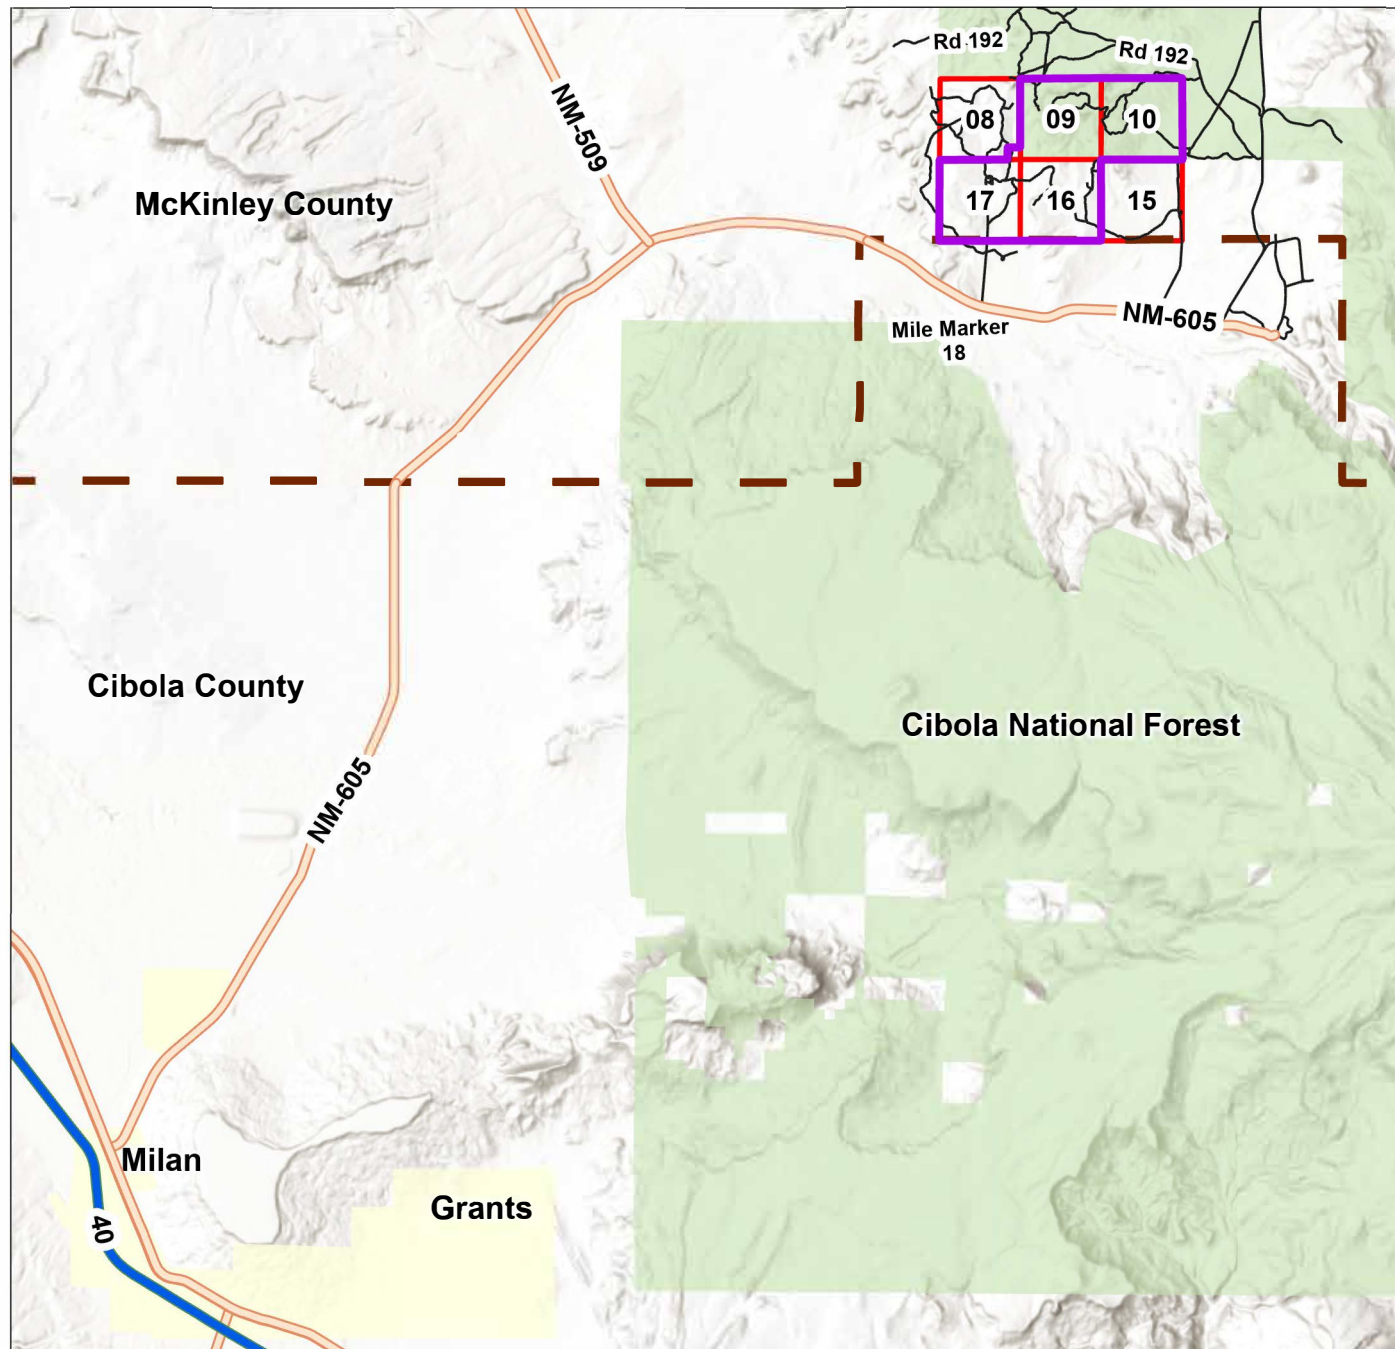 Rd 192
Rd 192
NM-509
08
09
10
McKinley County
17
16
15
NM-605
Mile Marker
18
Cibola County
Cibola National Forest
NM-605
Milan
Grants
40